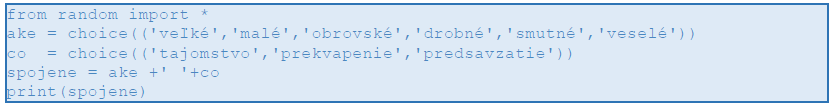 from random import *
ake = choice(('veľké','malé','obrovské','drobné','smutné','veselé'))
co  = choice(('tajomstvo','prekvapenie','predsavzatie'))
spojene = ake +' '+co
print(spojene)